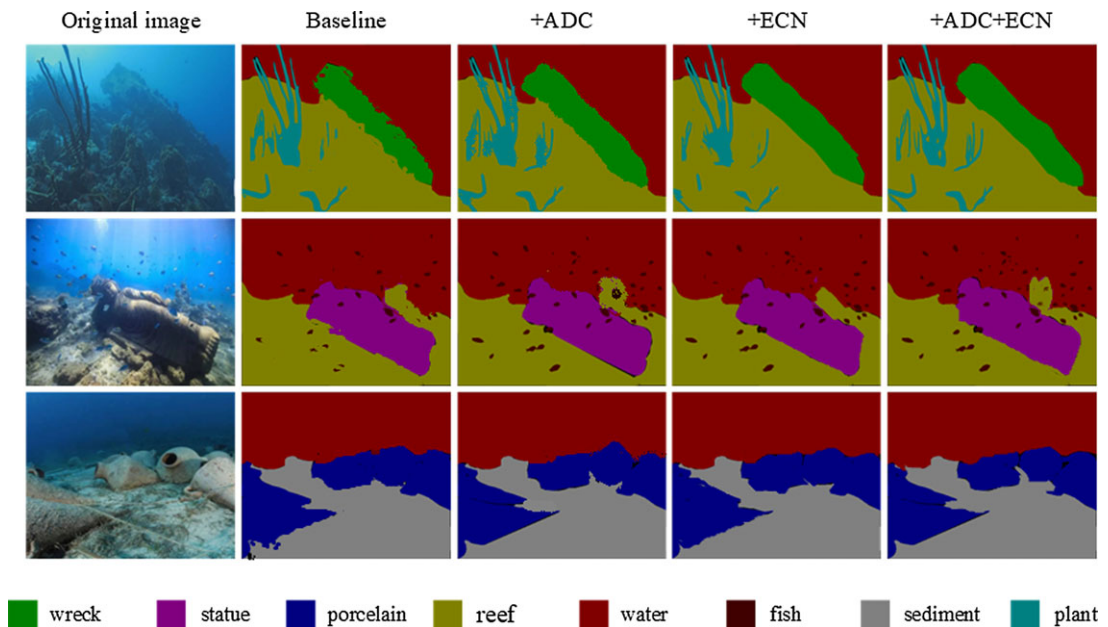 Original image Baseline +ADC +ECN +ADC+ECN
wreck statue porcelain reef water fish sediment plant